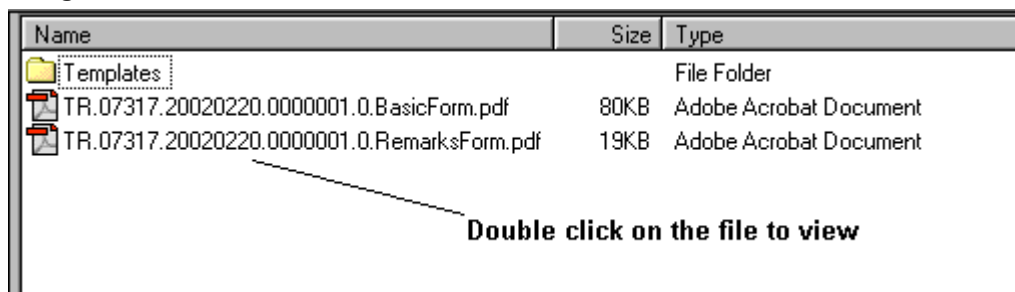 Name Size Type
Templates File Folder
TR.07317.20020220.0000001.0.BasicForm.pdf 80KB Adobe Acrobat Document
TR.07317.20020220.0000001.0.RemarksForm.pdf 19KB Adobe Acrobat Document
Double click on the file to view